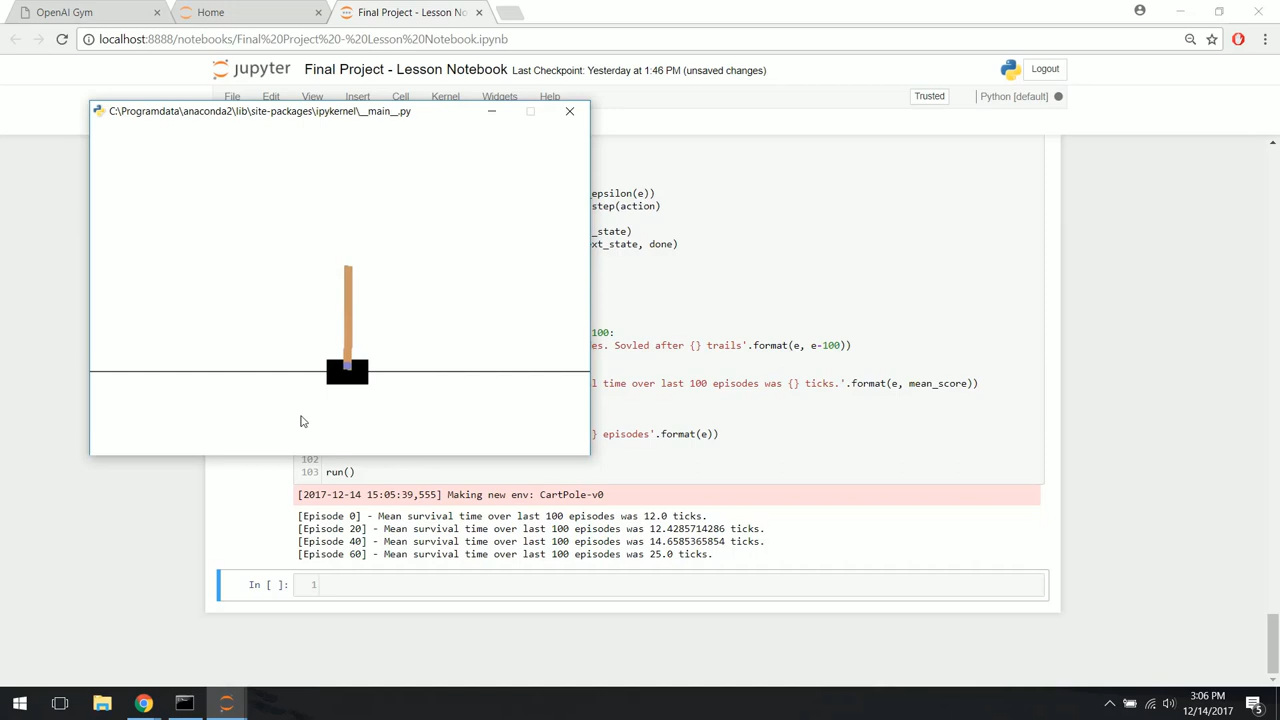 OpenAI Gym
Home
Final Project - Lesson No
localhost:8888/notebooks/Final%20Project%20-%20Lesson%20Notebook.ipynb
jupyter Final Project - Lesson Notebook Last Checkpoint: Yesterday at 1:46 PM (unsaved changes)
Logout
File Edit View Insert Cell Kernel Widgets Help
Trusted
Python [default]
C:\Programdata\anaconda2\lib\site-packages\ipykernel\__main__.py
epsilon(e))
step(action)
_state)
ext_state, done)
100:
es. Sovled after {} trails'.format(e, e-100))
l time over last 100 episodes was {} ticks.'.format(e, mean_score)
} episodes'.format(e))
102
103 run()
[2017-12-14 15:05:39,555] Making new env: CartPole-v0
[Episode 0] - Mean survival time over last 100 episodes was 12.0 ticks.
[Episode 20] - Mean survival time over last 100 episodes was 12.4285714286 ticks.
[Episode 40] - Mean survival time over last 100 episodes was 14.6585365854 ticks.
[Episode 60] - Mean survival time over last 100 episodes was 25.0 ticks.
In [ ]: 1
3:06 PM
12/14/2017
5